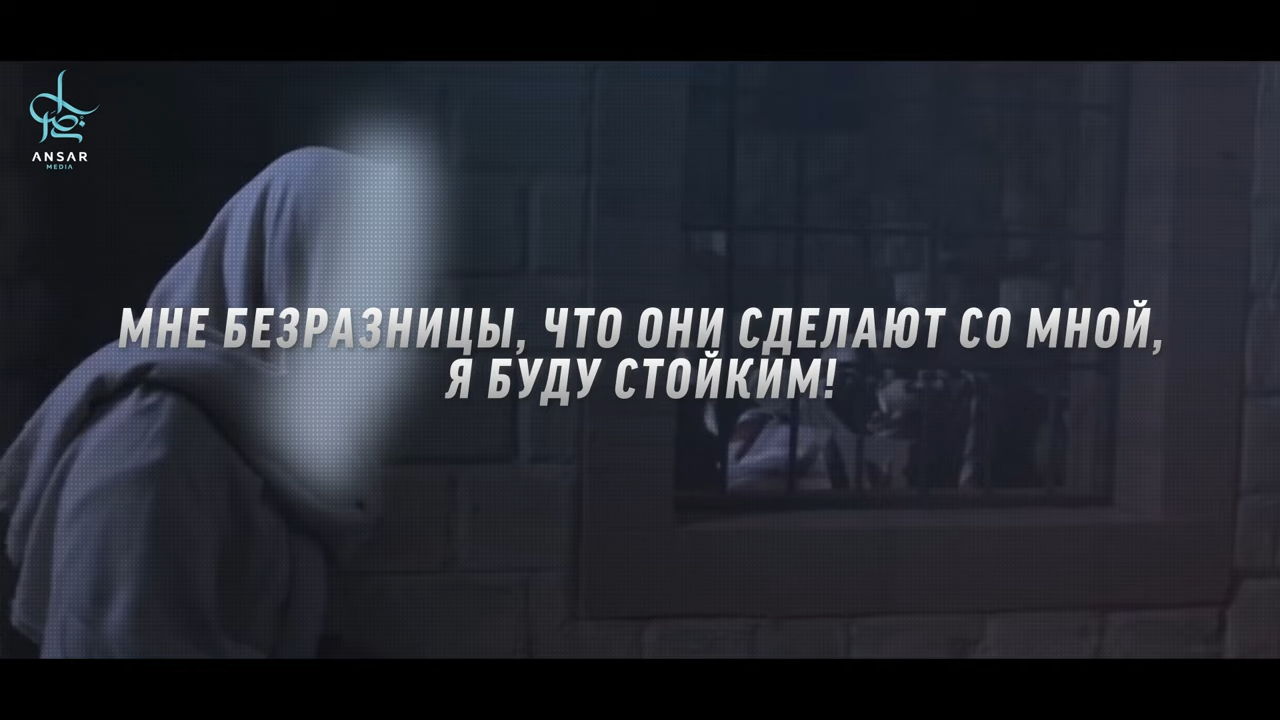 ANSAR
MEDIA
МНЕ БЕЗРАЗНИЦЫ, ЧТО ОНИ СДЕЛАЮТ СО МНОЙ,
Я БУДУ СТОЙКИМ!